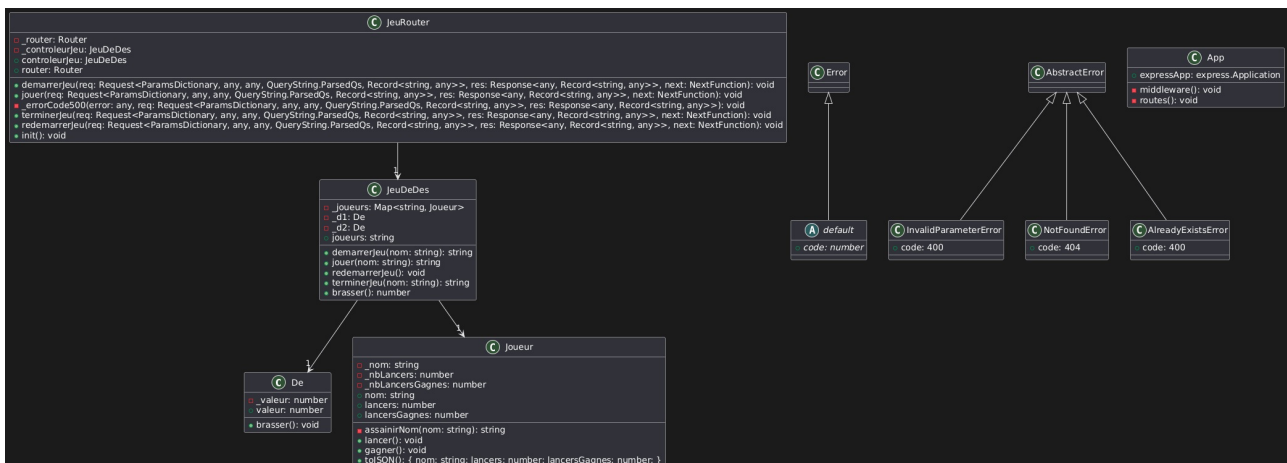 C JeuRouter
_router: Router
_controleurJeu: JeuDeDes
controleurJeu: JeuDeDes
router: Router
demarrerJeu(req: Request<ParamsDictionary, any, any, QueryString.ParsedQs, Record<string, any>>, res: Response<any, Record<string, any>>, next: NextFunction): void
jouer(req: Request<ParamsDictionary, any, any, QueryString.ParsedQs, Record<string, any>>, res: Response<any, Record<string, any>>, next: NextFunction): void
_errorCode500(error: any, req: Request<ParamsDictionary, any, any, QueryString.ParsedQs, Record<string, any>>, res: Response<any, Record<string, any>>): void
terminerJeu(req: Request<ParamsDictionary, any, any, QueryString.ParsedQs, Record<string, any>>, res: Response<any, Record<string, any>>, next: NextFunction): void
redemarrerJeu(req: Request<ParamsDictionary, any, any, QueryString.ParsedQs, Record<string, any>>, res: Response<any, Record<string, any>>, next: NextFunction): void
init(): void
C Error
C AbstractError
C App
expressApp: express.Application
middleware(): void
routes(): void
1
C JeuDeDes
_joueurs: Map<string, Joueur>
_d1: De
_d2: De
joueurs: string
demarrerJeu(nom: string): string
jouer(nom: string): string
redemarrerJeu(): void
terminerJeu(nom: string): string
brasser(): number
A default
code: number
C InvalidParameterError
code: 400
C NotFoundError
code: 404
C AlreadyExistsError
code: 400
1
1
C De
_valeur: number
valeur: number
brasser(): void
C Joueur
_nom: string
_nbLancers: number
_nbLancersGagnes: number
nom: string
lancers: number
lancersGagnes: number
assainirNom(nom: string): string
lancer(): void
gagner(): void
toJSON(): { nom: string; lancers: number; lancersGagnes: number; }